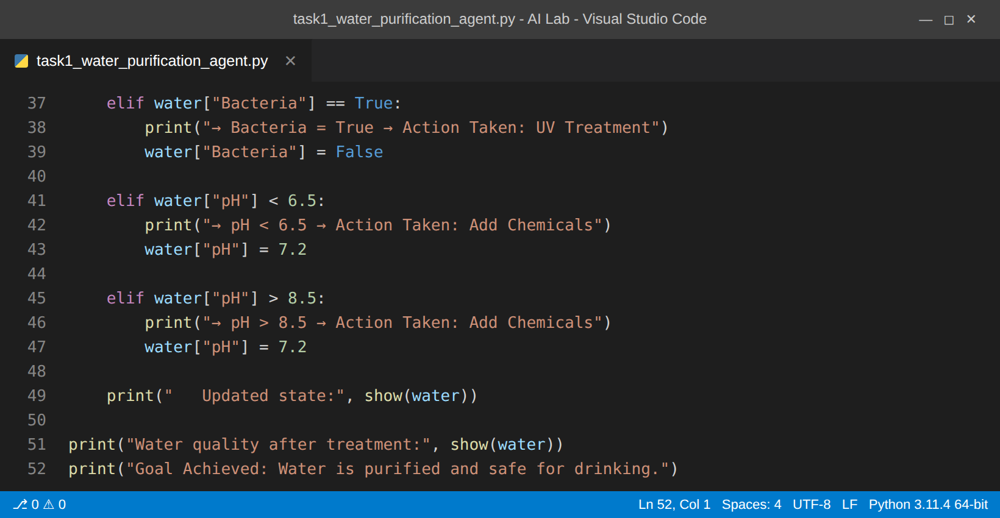 task1_water_purification_agent.py - AI Lab - Visual Studio Code
task1_water_purification_agent.py
37     elif water["Bacteria"] == True:
38         print("→ Bacteria = True → Action Taken: UV Treatment")
39         water["Bacteria"] = False
40
41     elif water["pH"] < 6.5:
42         print("→ pH < 6.5 → Action Taken: Add Chemicals")
43         water["pH"] = 7.2
44
45     elif water["pH"] > 8.5:
46         print("→ pH > 8.5 → Action Taken: Add Chemicals")
47         water["pH"] = 7.2
48
49     print("   Updated state:", show(water))
50
51 print("Water quality after treatment:", show(water))
52 print("Goal Achieved: Water is purified and safe for drinking.")
⎇ 0 ⚠ 0 Ln 52, Col 1 Spaces: 4 UTF-8 LF Python 3.11.4 64-bit